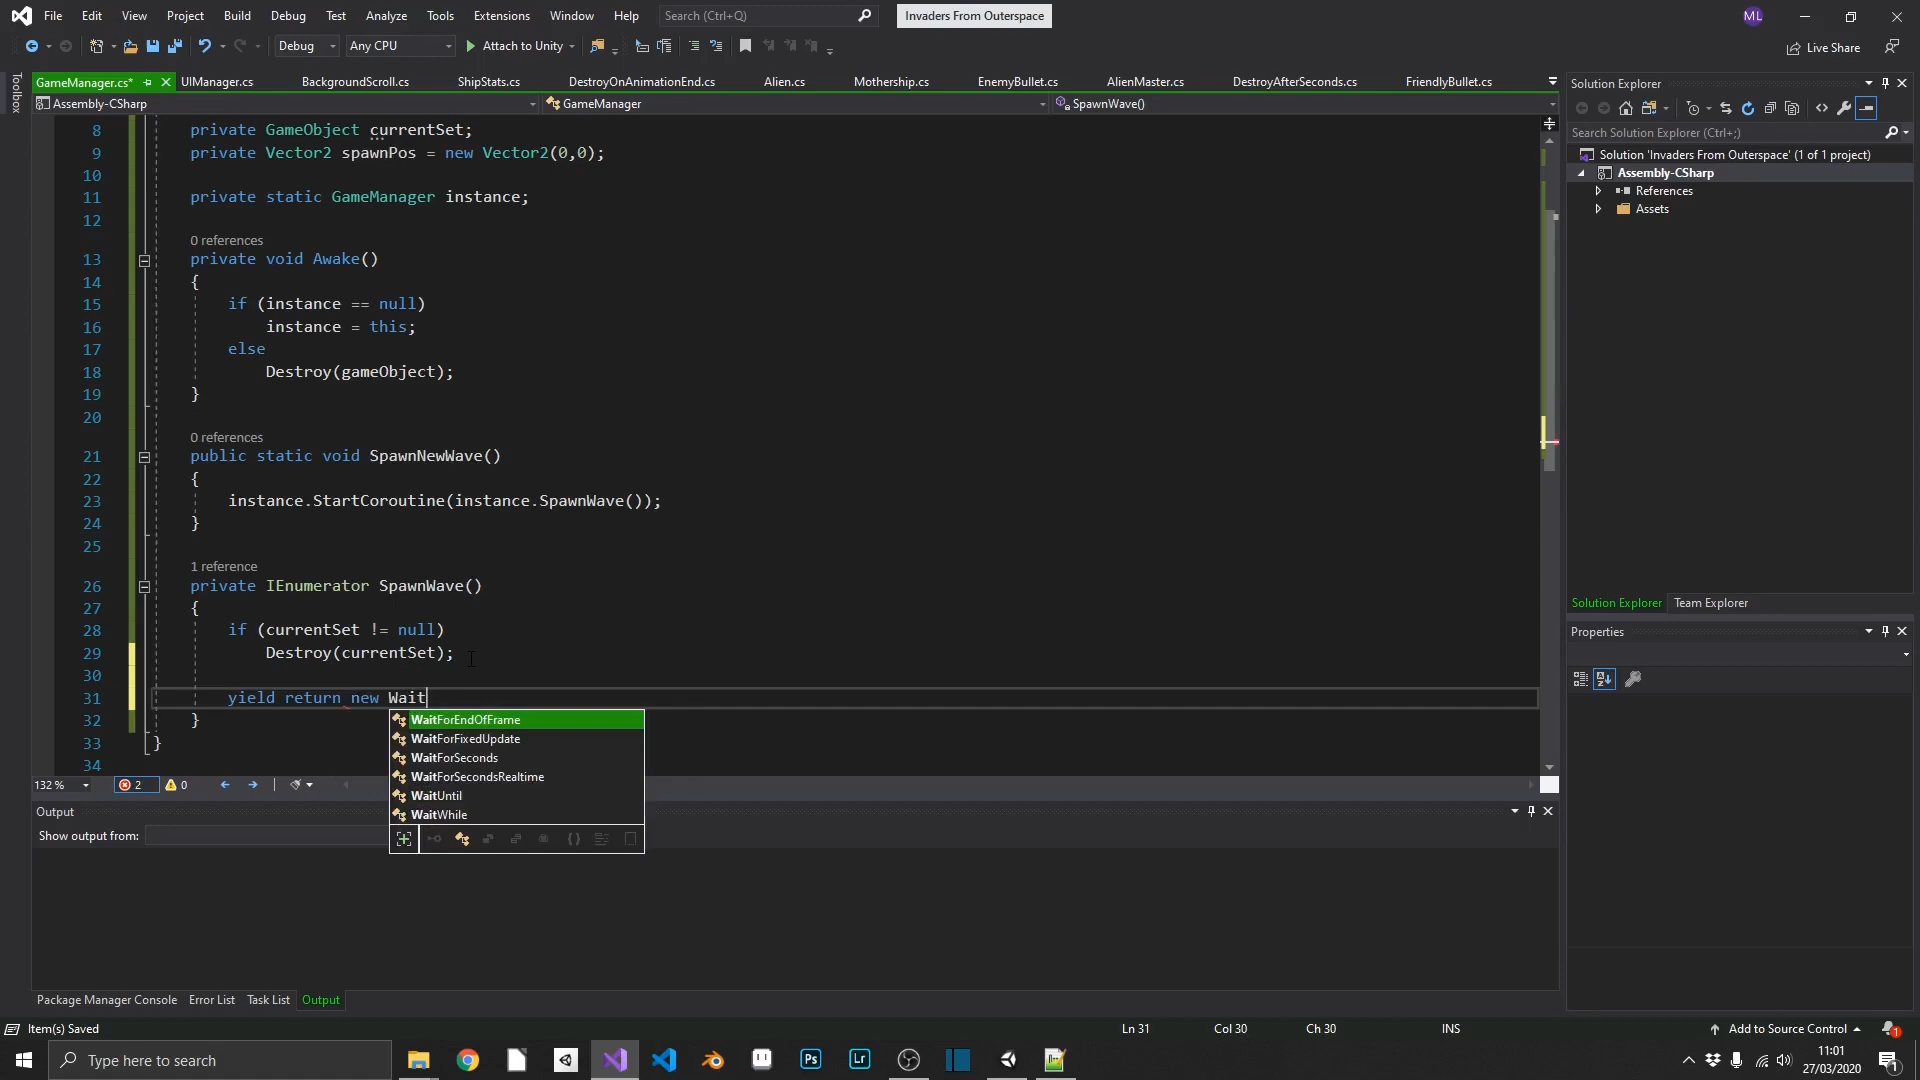 File Edit View Project Build Debug Test Analyze Tools Extensions Window Help Search (Ctrl+Q) Invaders From Outerspace ML
Debug Any CPU Attach to Unity Live Share
Toolbox
GameManager.cs* UIManager.cs BackgroundScroll.cs ShipStats.cs DestroyOnAnimationEnd.cs Alien.cs Mothership.cs EnemyBullet.cs AlienMaster.cs DestroyAfterSeconds.cs FriendlyBullet.cs
Assembly-CSharp GameManager SpawnWave()
8 private GameObject currentSet;
9 private Vector2 spawnPos = new Vector2(0,0);
10
11 private static GameManager instance;
12
0 references
13 private void Awake()
14 {
15 if (instance == null)
16 instance = this;
17 else
18 Destroy(gameObject);
19 }
20
0 references
21 public static void SpawnNewWave()
22 {
23 instance.StartCoroutine(instance.SpawnWave());
24 }
25
1 reference
26 private IEnumerator SpawnWave()
27 {
28 if (currentSet != null)
29 Destroy(currentSet);
30
31 yield return new Wait
32 }
33 }
34
WaitForEndOfFrame
WaitForFixedUpdate
WaitForSeconds
WaitForSecondsRealtime
WaitUntil
WaitWhile
132 % 2 0
Output
Show output from:
Package Manager Console Error List Task List Output
Solution Explorer
Search Solution Explorer (Ctrl+;)
Solution 'Invaders From Outerspace' (1 of 1 project)
Assembly-CSharp
References
Assets
Solution Explorer Team Explorer
Properties
Item(s) Saved Ln 31 Col 30 Ch 30 INS Add to Source Control 1
Type here to search Ps Lr 11:01
27/03/2020 1